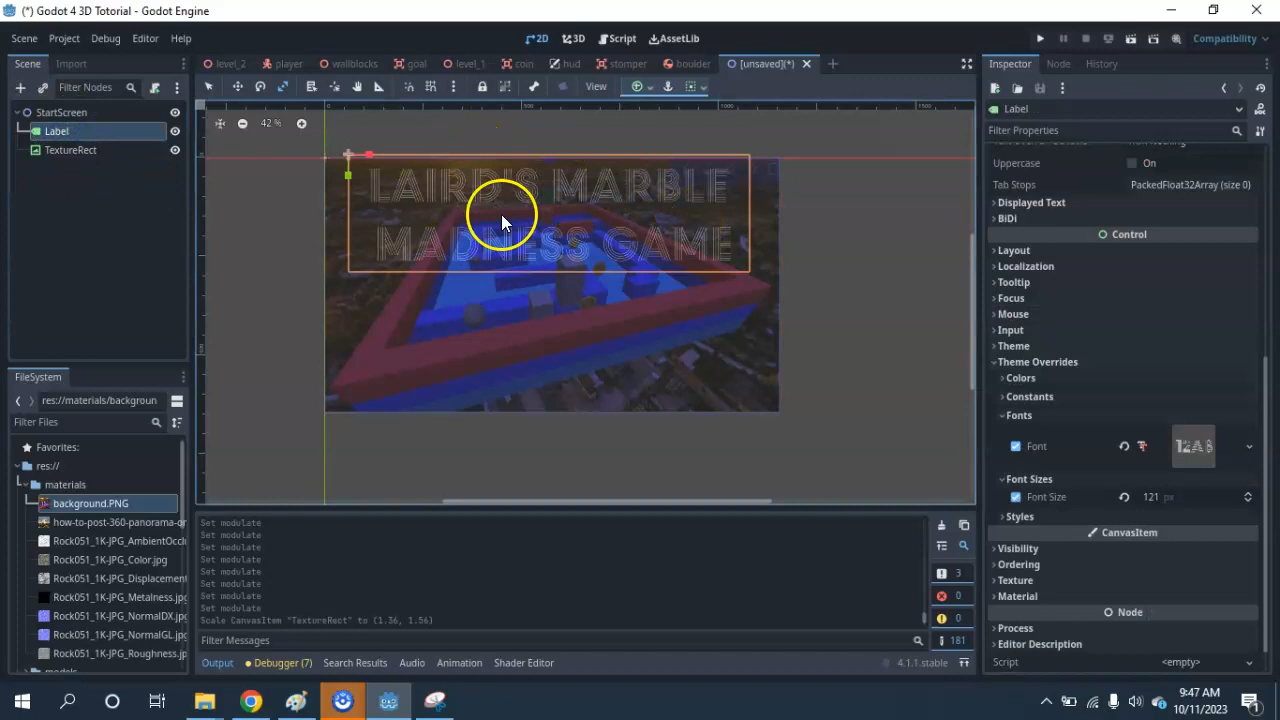 (*) Godot 4 3D Totorial - Godot Engine
Scene Project Debug Editor Help
2D 3D Script AssetLib
Compatibility
Scene Import
level_2 player wallblocks goal level_1 coin hud stomper boulder [unsaved](*)
Inspector Node History
Filter Nodes
View
StartScreen
Label
TextureRect
42 %
0 500 1000 1500
LAIRD'S MARBLE
MADNESS GAME
Label
Filter Properties
Uppercase On
Tab Stops PackedFloat32Array (size 0)
Displayed Text
BiDi
Control
Layout
Localization
Tooltip
Focus
Mouse
Input
Theme
Theme Overrides
Colors
Constants
Fonts
Font
Font Sizes
Font Size 121 px
Styles
CanvasItem
Visibility
Ordering
Texture
Material
Node
Process
Editor Description
Script <empty>
FileSystem
res://materials/backgroun
Filter Files
Favorites:
res://
materials
background.PNG
how-to-post-360-panorama-o
Rock051_1K-JPG_AmbientOcclu
Rock051_1K-JPG_Color.jpg
Rock051_1K-JPG_Displacement
Rock051_1K-JPG_Metalness.jpg
Rock051_1K-JPG_NormalDX.jpg
Rock051_1K-JPG_NormalGL.jpg
Rock051_1K-JPG_Roughness.jpg
Set modulate
Set modulate
Set modulate
Set modulate
Set modulate
Set modulate
Set modulate
Set modulate
Scale CanvasItem "TextureRect" to (1.36, 1.56)
3
0
0
181
Filter Messages
Output Debugger (7) Search Results Audio Animation Shader Editor
4.1.1.stable
9:47 AM
10/11/2023